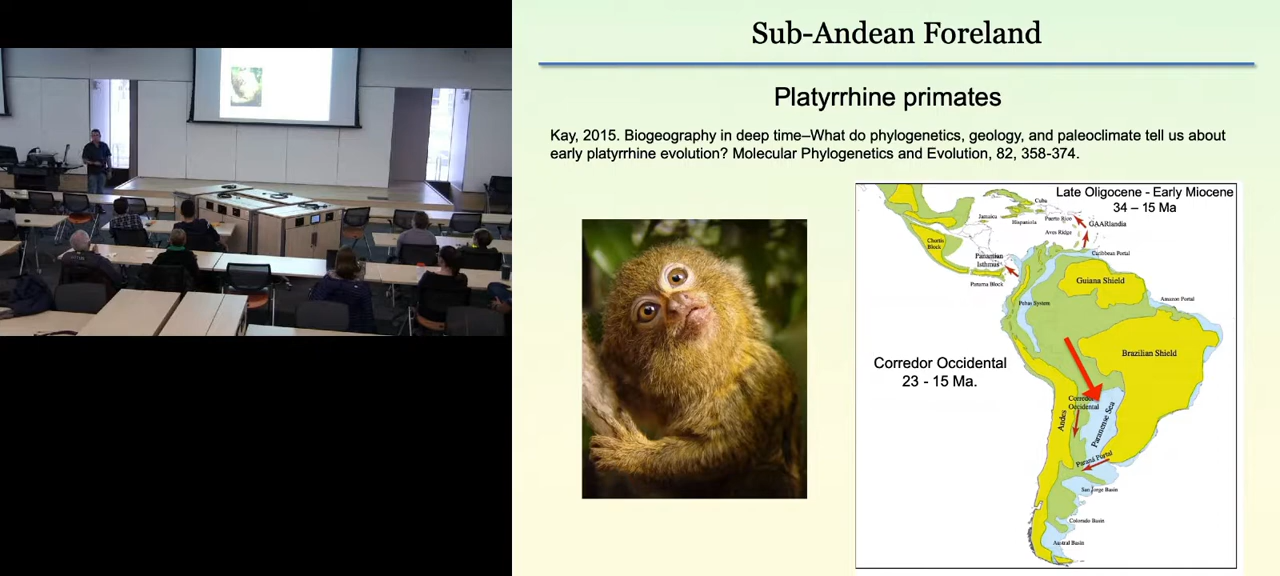 Sub-Andean Foreland
Platyrrhine primates
Kay, 2015. Biogeography in deep time–What do phylogenetics, geology, and paleoclimate tell us about
early platyrrhine evolution? Molecular Phylogenetics and Evolution, 82, 358-374.
Late Oligocene - Early Miocene
34 – 15 Ma
Cuba
Jamaica
Hispaniola
Puerto Rico
GAARlandia
Aves Ridge
Chortis
Block
Caribbean Portal
Panamian
Isthmus
Panama Block
Guiana Shield
Pebas System
Amazon Portal
Brazilian Shield
Corredor Occidental
23 - 15 Ma.
Corredor
Occidental
Andes
Paranense Sea
Paraná Portal
San Jorge Basin
Colorado Basin
Austral Basin